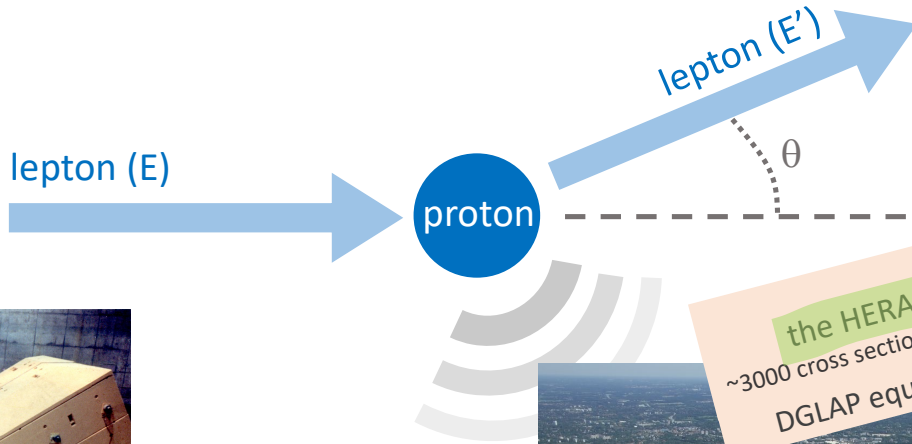 lepton (E’)
lepton (E)
θ
proton
the HERA
~3000 cross sectio
DGLAP equ